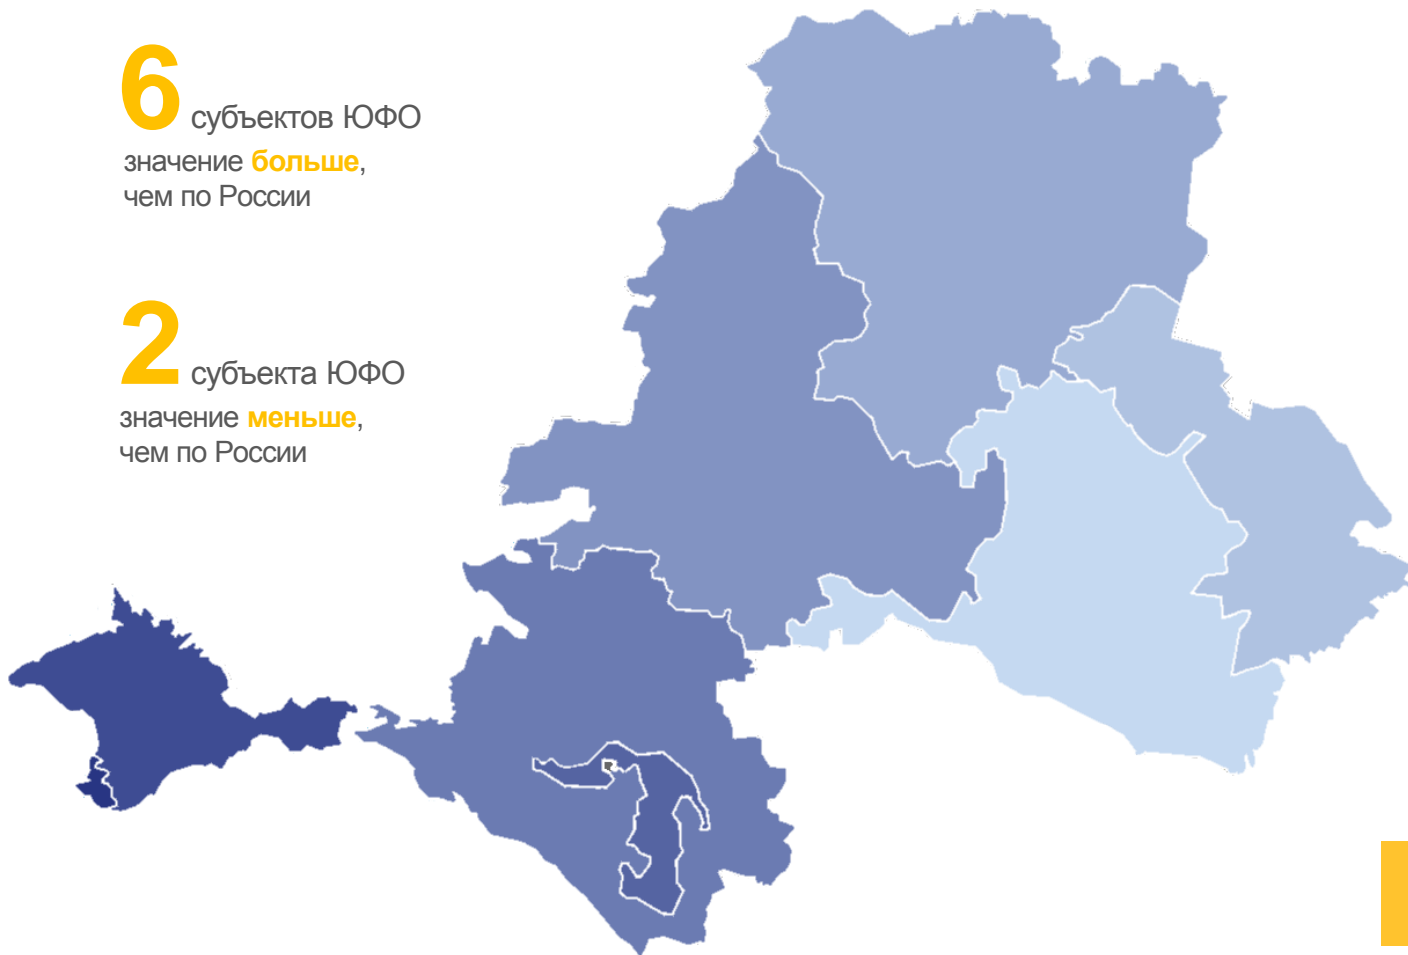 6 субъектов ЮФО
значение больше,
чем по России
2 субъекта ЮФО
значение меньше,
чем по России